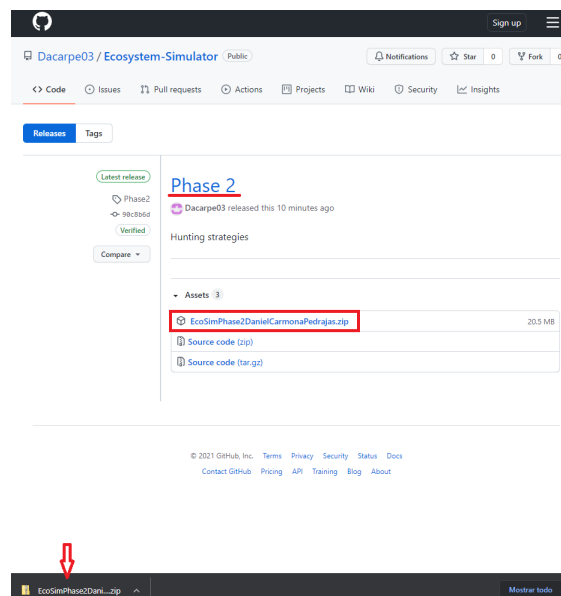 Sign up
Dacarpe03 / Ecosystem-Simulator Public
Notifications Star 0 Fork 0
<> Code Issues Pull requests Actions Projects Wiki Security Insights
Releases Tags
Latest release
Phase2
90c8b6d
Verified
Compare
Phase 2
Dacarpe03 released this 10 minutes ago
Hunting strategies
Assets 3
EcoSimPhase2DanielCarmonaPedrajas.zip 20.5 MB
Source code (zip)
Source code (tar.gz)
© 2021 GitHub, Inc. Terms Privacy Security Status Docs
Contact GitHub Pricing API Training Blog About
EcoSimPhase2Dani....zip Mostrar todo